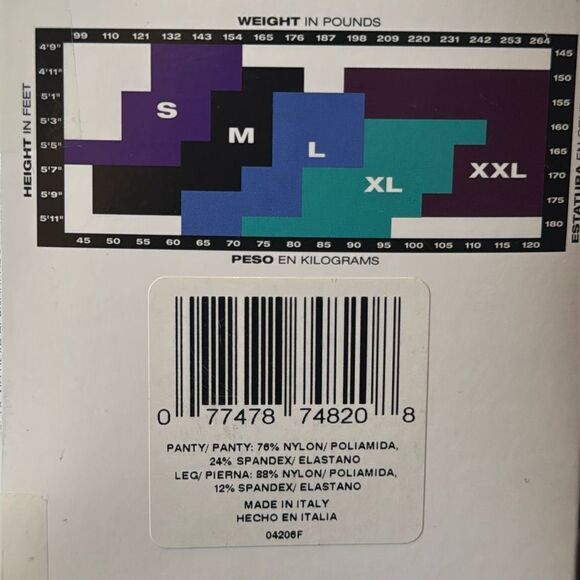 WEIGHT IN POUNDS
99 110 121 132 143 154 165 176 187 198 209 220 231 242 253 264
HEIGHT IN FEET
4'9"
4'11"
5'1"
5'3"
5'5"
5'7"
5'9"
5'11"
S
M
L
XL
XXL
145
150
155
160
165
170
175
180
ESTATURA
45 50 55 60 65 70 75 80 85 90 95 100 105 110 115 120
PESO EN KILOGRAMS
0 77478 74820 8
PANTY/ PANTY: 76% NYLON/ POLIAMIDA,
24% SPANDEX/ ELASTANO
LEG/ PIERNA: 88% NYLON/ POLIAMIDA,
12% SPANDEX/ ELASTANO
MADE IN ITALY
HECHO EN ITALIA
04206F